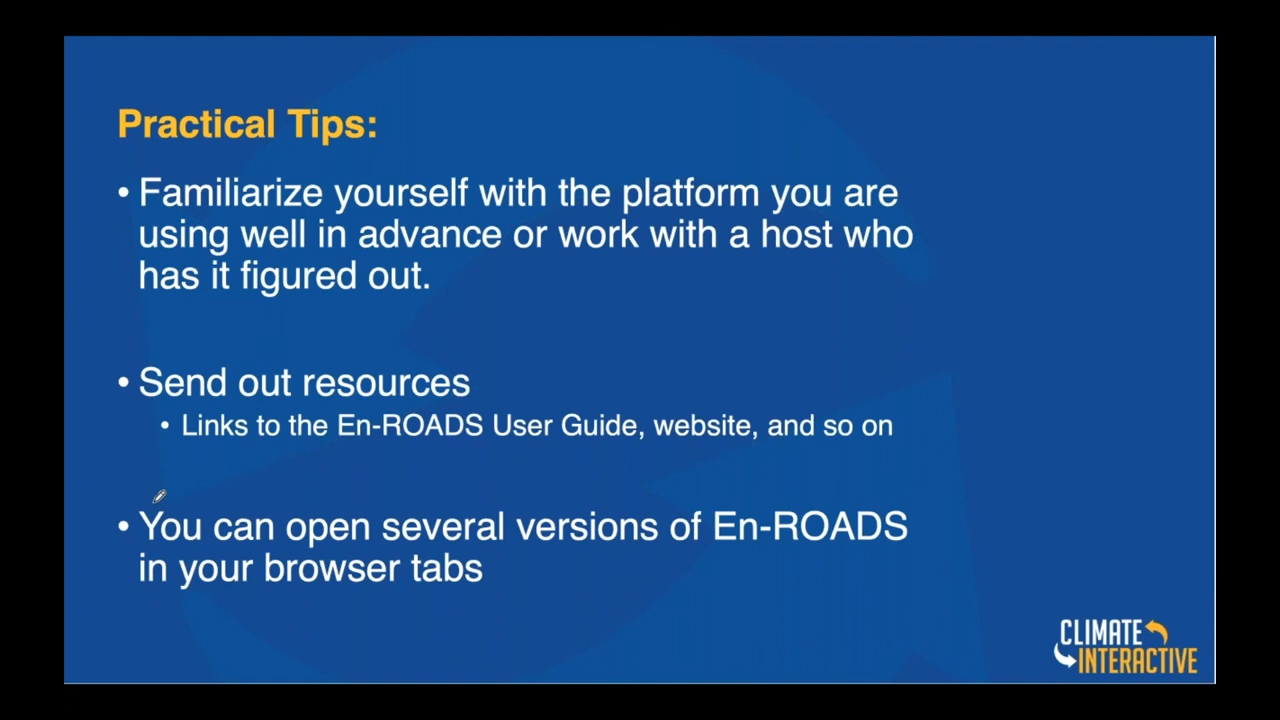 Practical Tips:
• Familiarize yourself with the platform you are
using well in advance or work with a host who
has it figured out.
• Send out resources
• Links to the En-ROADS User Guide, website, and so on
• You can open several versions of En-ROADS
in your browser tabs
CLIMATE
INTERACTIVE